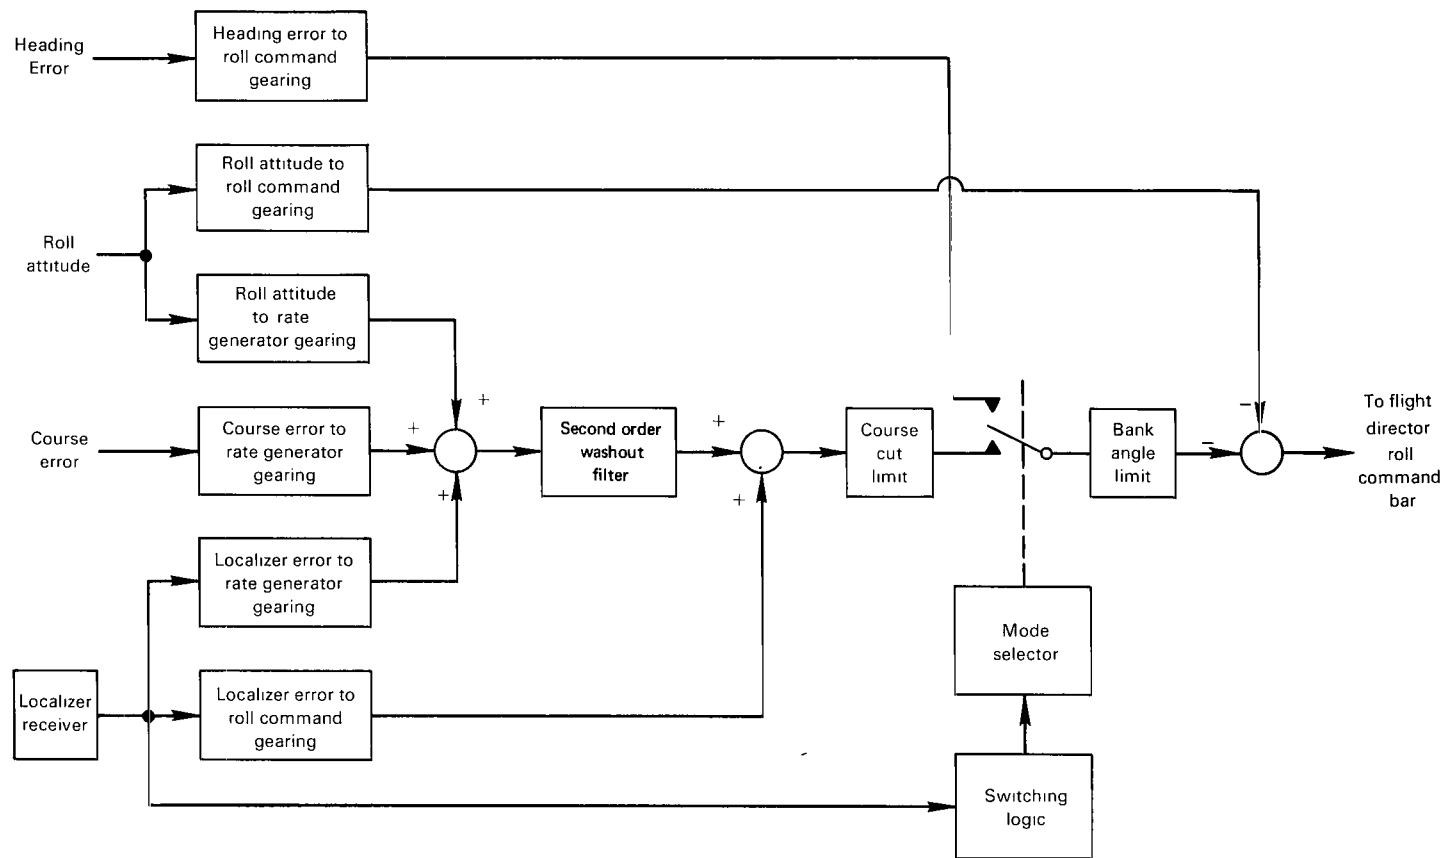 Heading
Error
Heading error to
roll command
gearing
Roll attitude to
roll command
gearing
Roll
attitude
Roll attitude
to rate
generator gearing
+
Course
error
Course error to
rate generator
gearing
+
+
Second order
washout
filter
+
+
Course
cut
limit
Bank
angle
limit
−
−
To flight
director
roll
command
bar
Localizer error to
rate generator
gearing
Localizer
receiver
Localizer error to
roll command
gearing
Mode
selector
Switching
logic